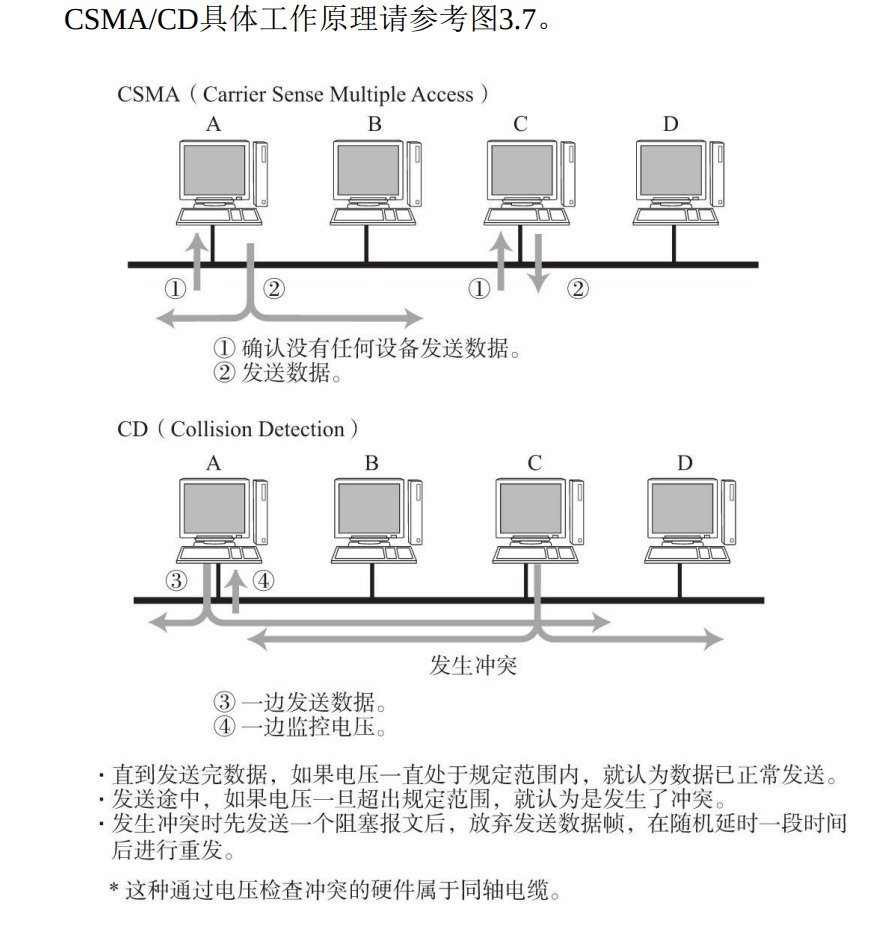 CSMA/CD具体工作原理请参考图3.7。
CSMA（Carrier Sense Multiple Access）
A B C D
① ② ① ②
① 确认没有任何设备发送数据。
② 发送数据。
CD（Collision Detection）
A B C D
③ ④
发生冲突
③ 一边发送数据。
④ 一边监控电压。
· 直到发送完数据，如果电压一直处于规定范围内，就认为数据已正常发送。
· 发送途中，如果电压一旦超出规定范围，就认为是发生了冲突。
· 发生冲突时先发送一个阻塞报文后，放弃发送数据帧，在随机延时一段时间
后进行重发。
* 这种通过电压检查冲突的硬件属于同轴电缆。